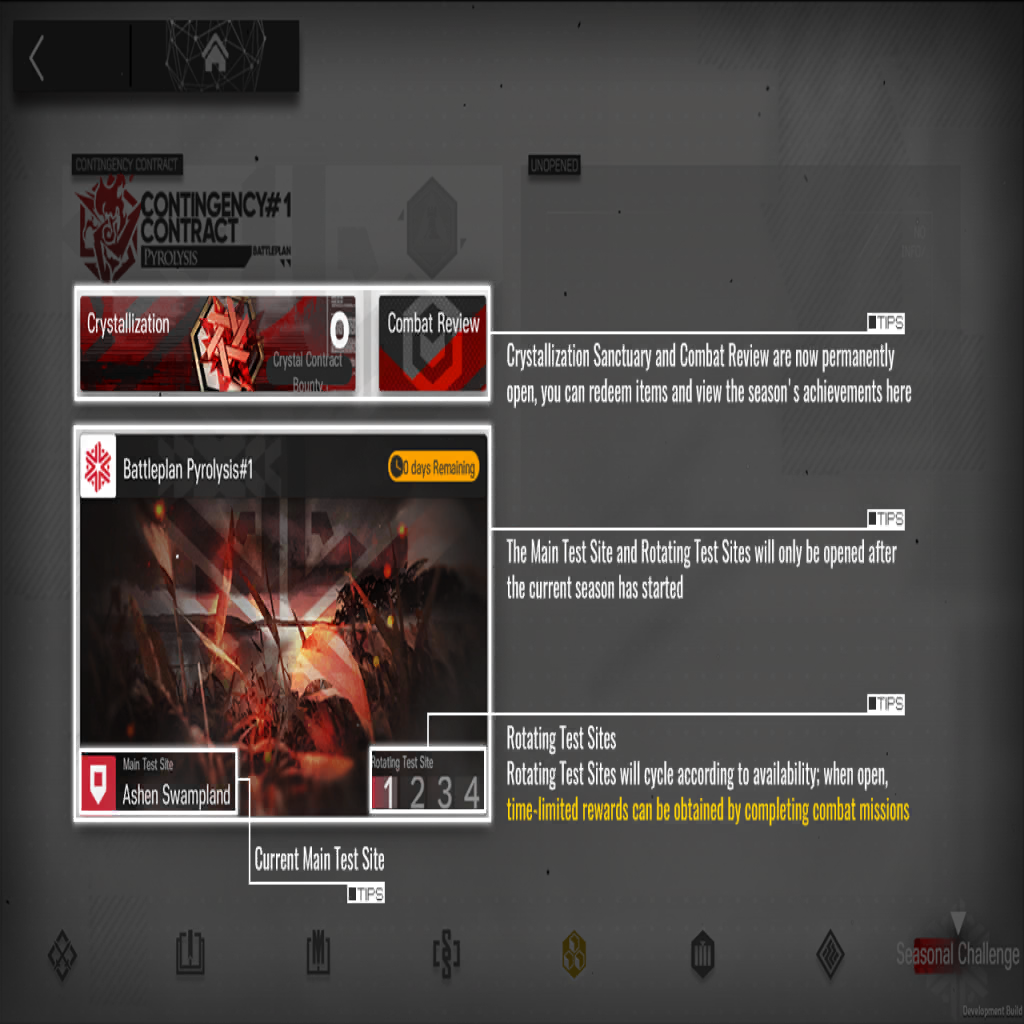 CONTINGENCY CONTRACT
UNOPENED
CONTINGENCY#1
CONTRACT
PYROLYSIS
BATTLEPLAN
Crystallization
0
Crystal Contract
Bounty
Combat Review
TIPS
Crystallization Sanctuary and Combat Review are now permanently
open, you can redeem items and view the season's achievements here
Battleplan Pyrolysis#1
0 days Remaining
TIPS
The Main Test Site and Rotating Test Sites will only be opened after
the current season has started
TIPS
Rotating Test Sites
Rotating Test Sites will cycle according to availability; when open,
time-limited rewards can be obtained by completing combat missions
Main Test Site
Ashen Swampland
Rotating Test Site
1 2 3 4
Current Main Test Site
TIPS
Seasonal Challenge
Development Build